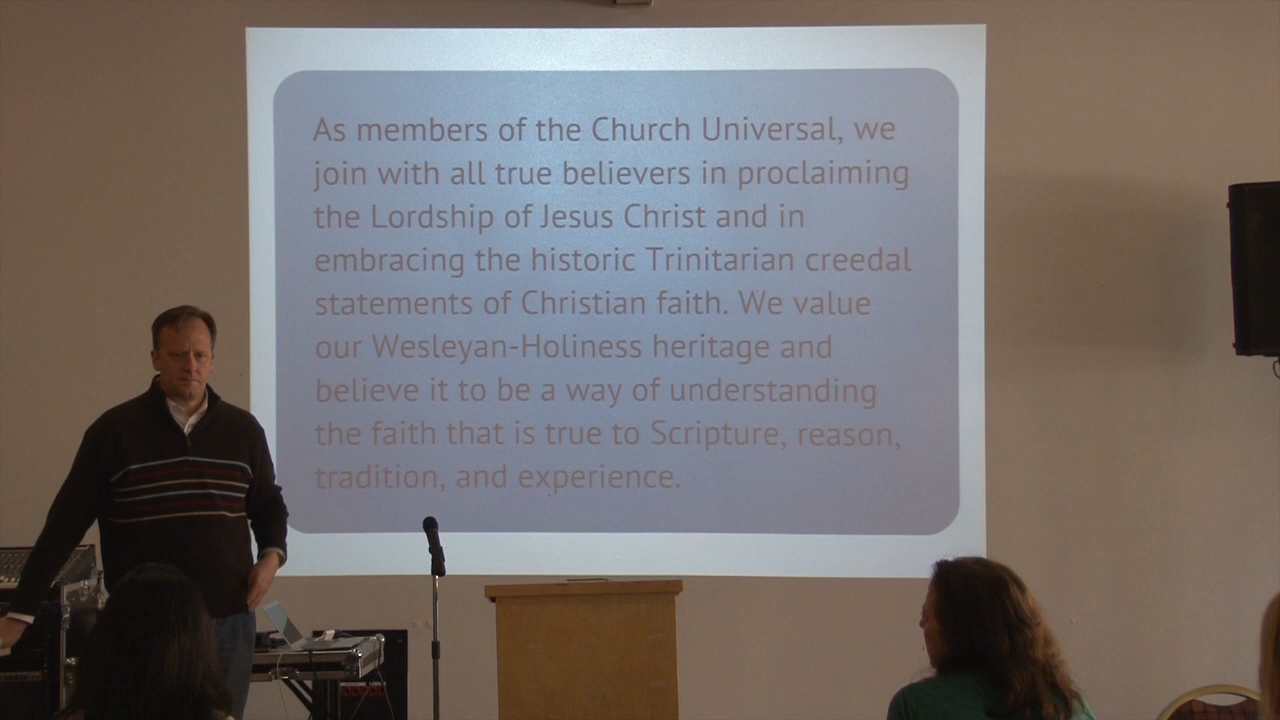 As members of the Church Universal, we
join with all true believers in proclaiming
the Lordship of Jesus Christ and in
embracing the historic Trinitarian creedal
statements of Christian faith. We value
our Wesleyan-Holiness heritage and
believe it to be a way of understanding
the faith that is true to Scripture, reason,
tradition, and experience.